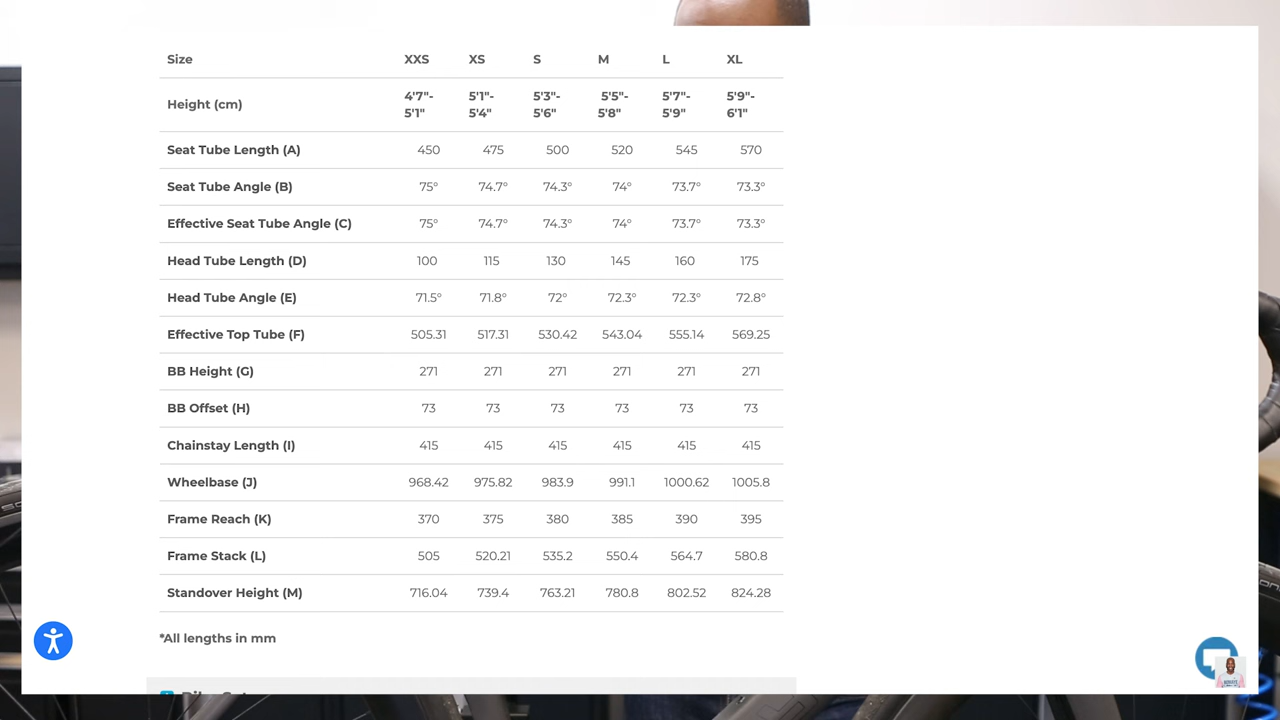 Size XXS XS S M L XL
Height (cm) 4'7"- 5'1" 5'1"- 5'4" 5'3"- 5'6" 5'5"- 5'8" 5'7"- 5'9" 5'9"- 6'1"
Seat Tube Length (A) 450 475 500 520 545 570
Seat Tube Angle (B) 75° 74.7° 74.3° 74° 73.7° 73.3°
Effective Seat Tube Angle (C) 75° 74.7° 74.3° 74° 73.7° 73.3°
Head Tube Length (D) 100 115 130 145 160 175
Head Tube Angle (E) 71.5° 71.8° 72° 72.3° 72.3° 72.8°
Effective Top Tube (F) 505.31 517.31 530.42 543.04 555.14 569.25
BB Height (G) 271 271 271 271 271 271
BB Offset (H) 73 73 73 73 73 73
Chainstay Length (I) 415 415 415 415 415 415
Wheelbase (J) 968.42 975.82 983.9 991.1 1000.62 1005.8
Frame Reach (K) 370 375 380 385 390 395
Frame Stack (L) 505 520.21 535.2 550.4 564.7 580.8
Standover Height (M) 716.04 739.4 763.21 780.8 802.52 824.28
*All lengths in mm